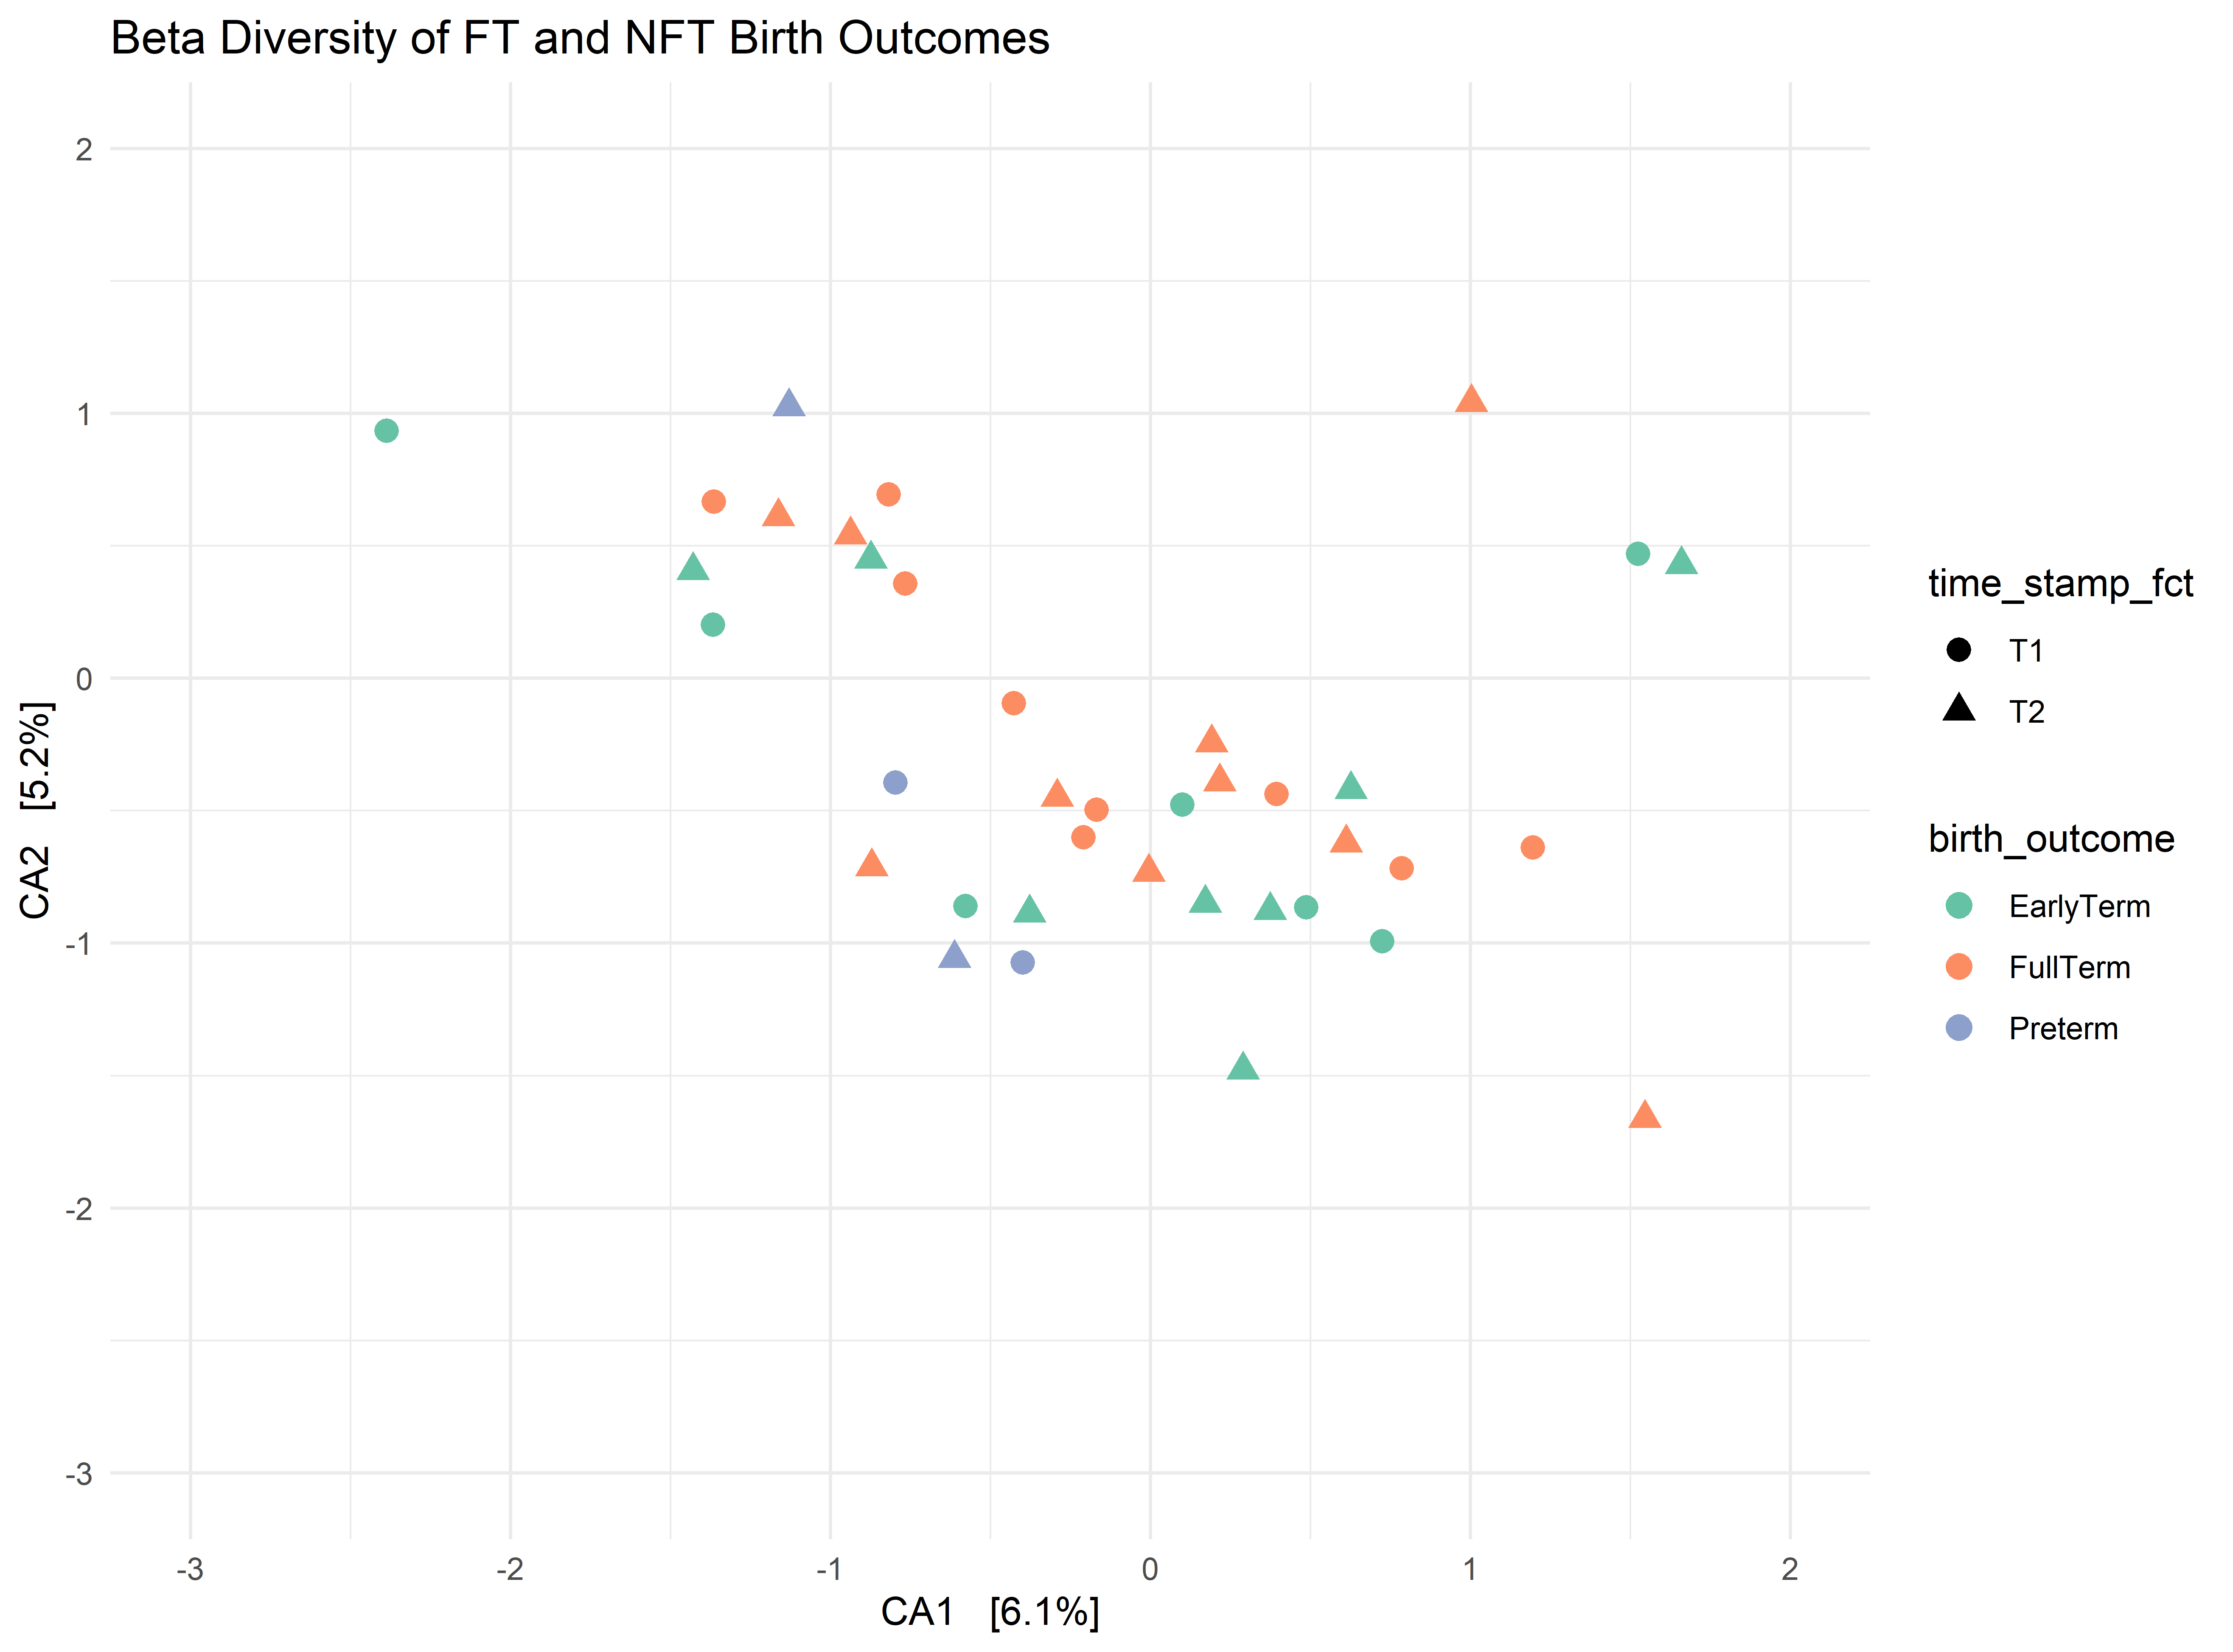 Beta Diversity of FT and NFT Birth Outcomes
2
1
0
-1
-2
-3
CA2 [5.2%]
-3 -2 -1 0 1 2
CA1 [6.1%]
time_stamp_fct
T1
T2
birth_outcome
EarlyTerm
FullTerm
Preterm